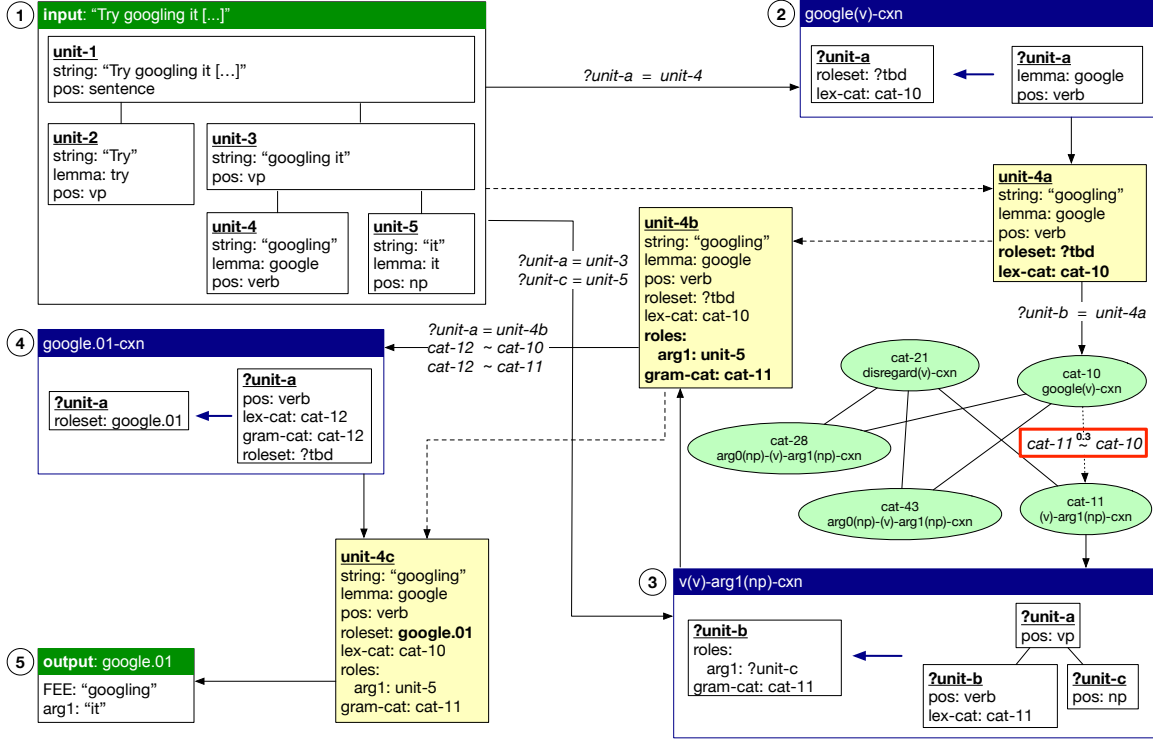 1
input: “Try googling it [...]”
unit-1
string: “Try googling it [...]”
pos: sentence
unit-2
string: “Try”
lemma: try
pos: vp
unit-3
string: “googling it”
pos: vp
unit-4
string: “googling”
lemma: google
pos: verb
unit-5
string: “it”
lemma: it
pos: np
?unit-a = unit-4
2
google(v)-cxn
?unit-a
roleset: ?tbd
lex-cat: cat-10
?unit-a
lemma: google
pos: verb
unit-4a
string: “googling”
lemma: google
pos: verb
roleset: ?tbd
lex-cat: cat-10
unit-4b
string: “googling”
lemma: google
pos: verb
roleset: ?tbd
lex-cat: cat-10
roles:
arg1: unit-5
gram-cat: cat-11
?unit-a = unit-3
?unit-c = unit-5
?unit-b = unit-4a
?unit-a = unit-4b
cat-12 ~ cat-10
cat-12 ~ cat-11
4
google.01-cxn
?unit-a
roleset: google.01
?unit-a
pos: verb
lex-cat: cat-12
gram-cat: cat-12
roleset: ?tbd
cat-21
disregard(v)-cxn
cat-10
google(v)-cxn
0.3
cat-11 ~ cat-10
cat-28
arg0(np)-(v)-arg1(np)-cxn
cat-43
arg0(np)-(v)-arg1(np)-cxn
cat-11
(v)-arg1(np)-cxn
unit-4c
string: “googling”
lemma: google
pos: verb
roleset: google.01
lex-cat: cat-10
roles:
arg1: unit-5
gram-cat: cat-11
3
v(v)-arg1(np)-cxn
?unit-b
roles:
arg1: ?unit-c
gram-cat: cat-11
?unit-a
pos: vp
?unit-b
pos: verb
lex-cat: cat-11
?unit-c
pos: np
5
output: google.01
FEE: “googling”
arg1: “it”